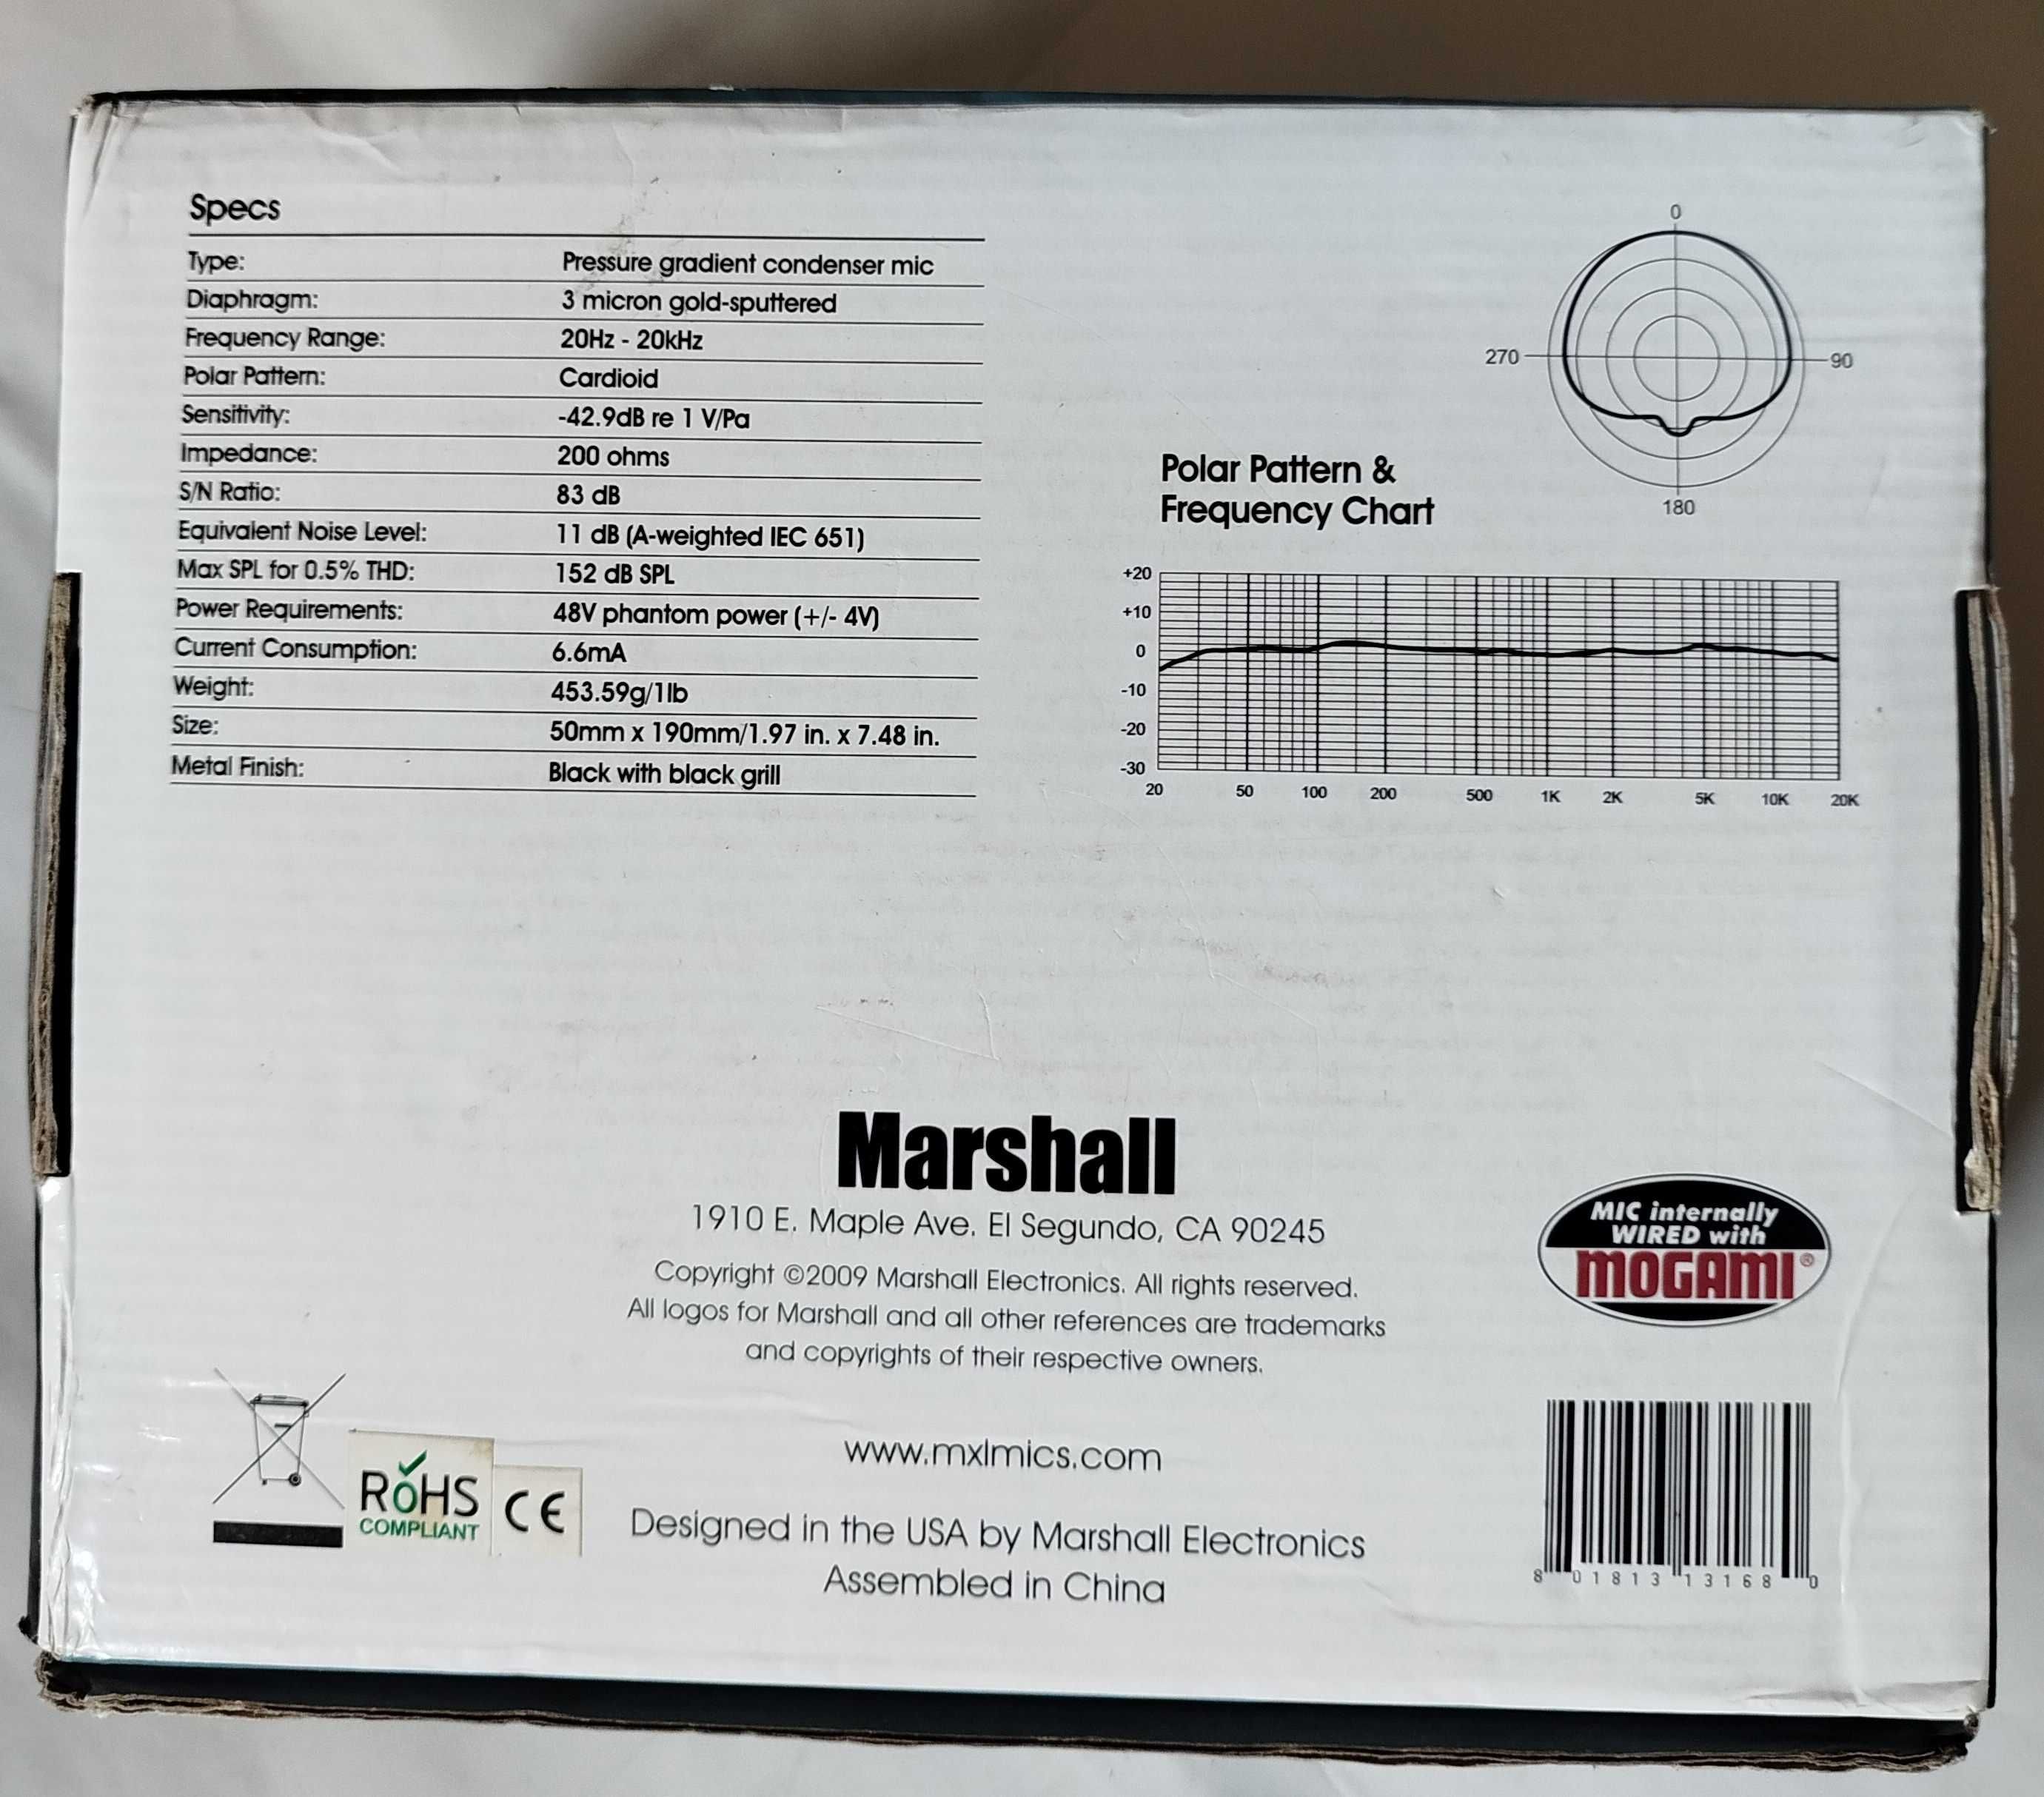 Specs
Type: Pressure gradient condenser mic
Diaphragm: 3 micron gold-sputtered
Frequency Range: 20Hz - 20kHz
Polar Pattern: Cardioid
Sensitivity: -42.9dB re 1 V/Pa
Impedance: 200 ohms
S/N Ratio: 83 dB
Equivalent Noise Level: 11 dB (A-weighted IEC 651)
Max SPL for 0.5% THD: 152 dB SPL
Power Requirements: 48V phantom power (+/- 4V)
Current Consumption: 6.6mA
Weight: 453.59g/1lb
Size: 50mm x 190mm/1.97 in. x 7.48 in.
Metal Finish: Black with black grill
0
270 90
180
Polar Pattern &
Frequency Chart
+20
+10
0
-10
-20
-30
20 50 100 200 500 1K 2K 5K 10K 20K
Marshall
1910 E. Maple Ave. El Segundo, CA 90245
Copyright ©2009 Marshall Electronics. All rights reserved.
All logos for Marshall and all other references are trademarks
and copyrights of their respective owners.
www.mxlmics.com
Designed in the USA by Marshall Electronics
Assembled in China
RoHS
COMPLIANT
CE
MIC internally
WIRED with
MOGAMI®
8 01813 13168 0